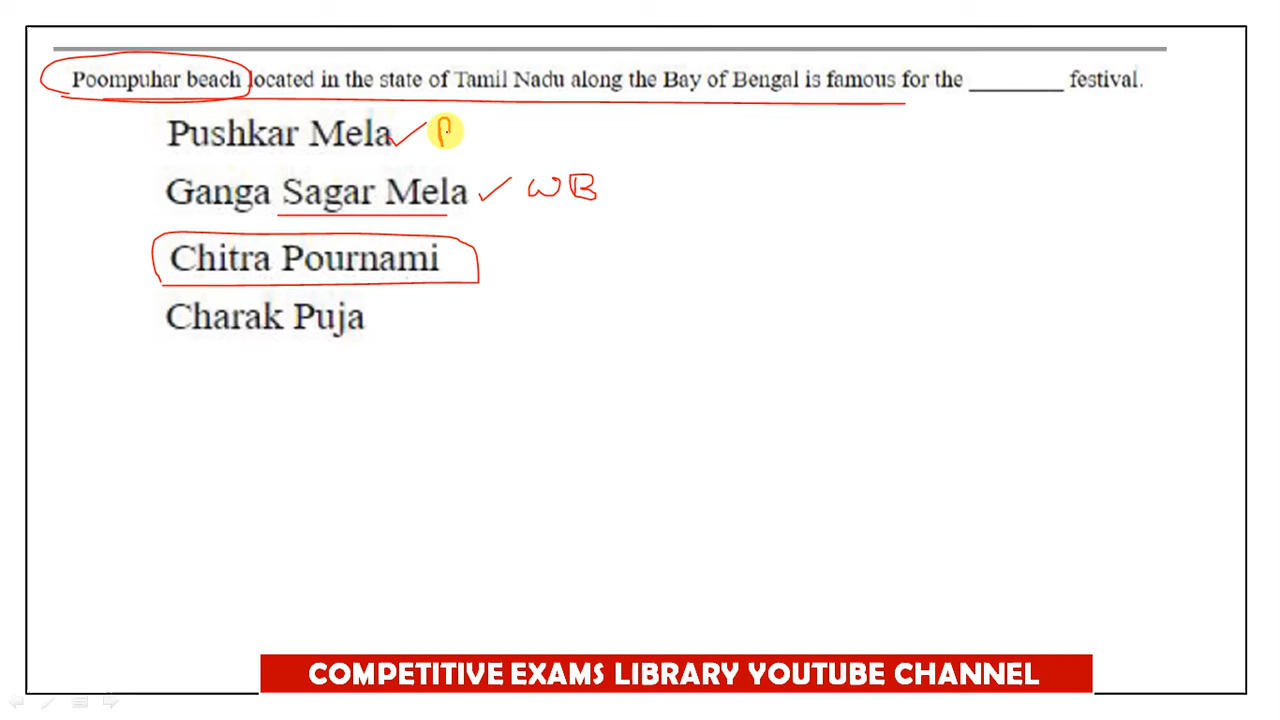 Poompuhar beach located in the state of Tamil Nadu along the Bay of Bengal is famous for the ________ festival.
Pushkar Mela
Ganga Sagar Mela WB
Chitra Pournami
Charak Puja
COMPETITIVE EXAMS LIBRARY YOUTUBE CHANNEL